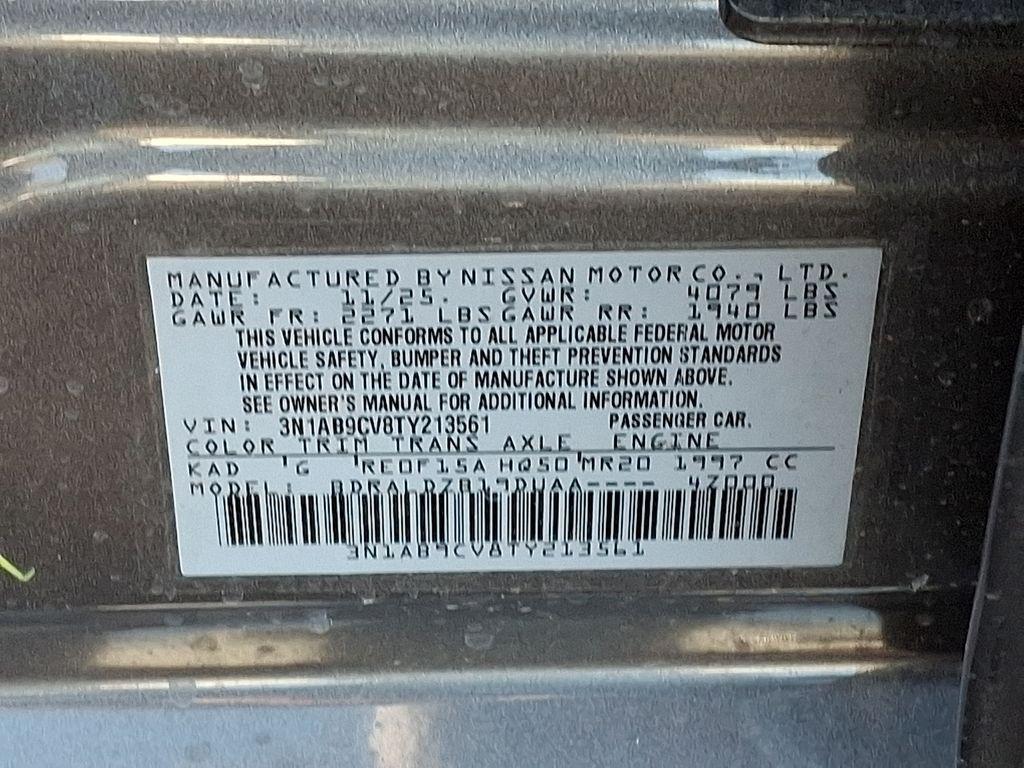 MANUFACTURED BY NISSAN MOTOR CO., LTD.
DATE: 11/25. GVWR: 4079 LBS
GAWR FR: 2271 LBS GAWR RR: 1940 LBS
THIS VEHICLE CONFORMS TO ALL APPLICABLE FEDERAL MOTOR
VEHICLE SAFETY, BUMPER AND THEFT PREVENTION STANDARDS
IN EFFECT ON THE DATE OF MANUFACTURE SHOWN ABOVE.
SEE OWNER'S MANUAL FOR ADDITIONAL INFORMATION.
VIN: 3N1AB9CV8TY213561 PASSENGER CAR.
COLOR TRIM TRANS AXLE ENGINE
KAD G RE0F15A HQ50 MR20 1997 CC
MODEL: BDRALDZB19DUAA---- 4Z000
3N1AB9CV8TY213561